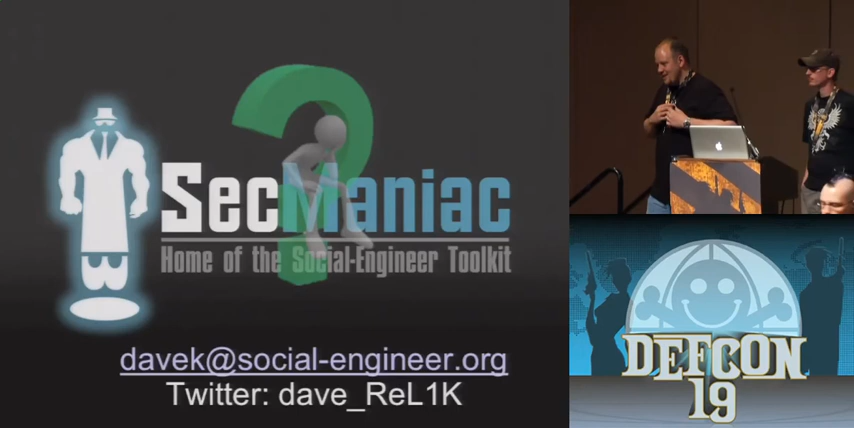 SecManiac
Home of the Social-Engineer Toolkit
davek@social-engineer.org
Twitter: dave_ReL1K
DEFCON
19